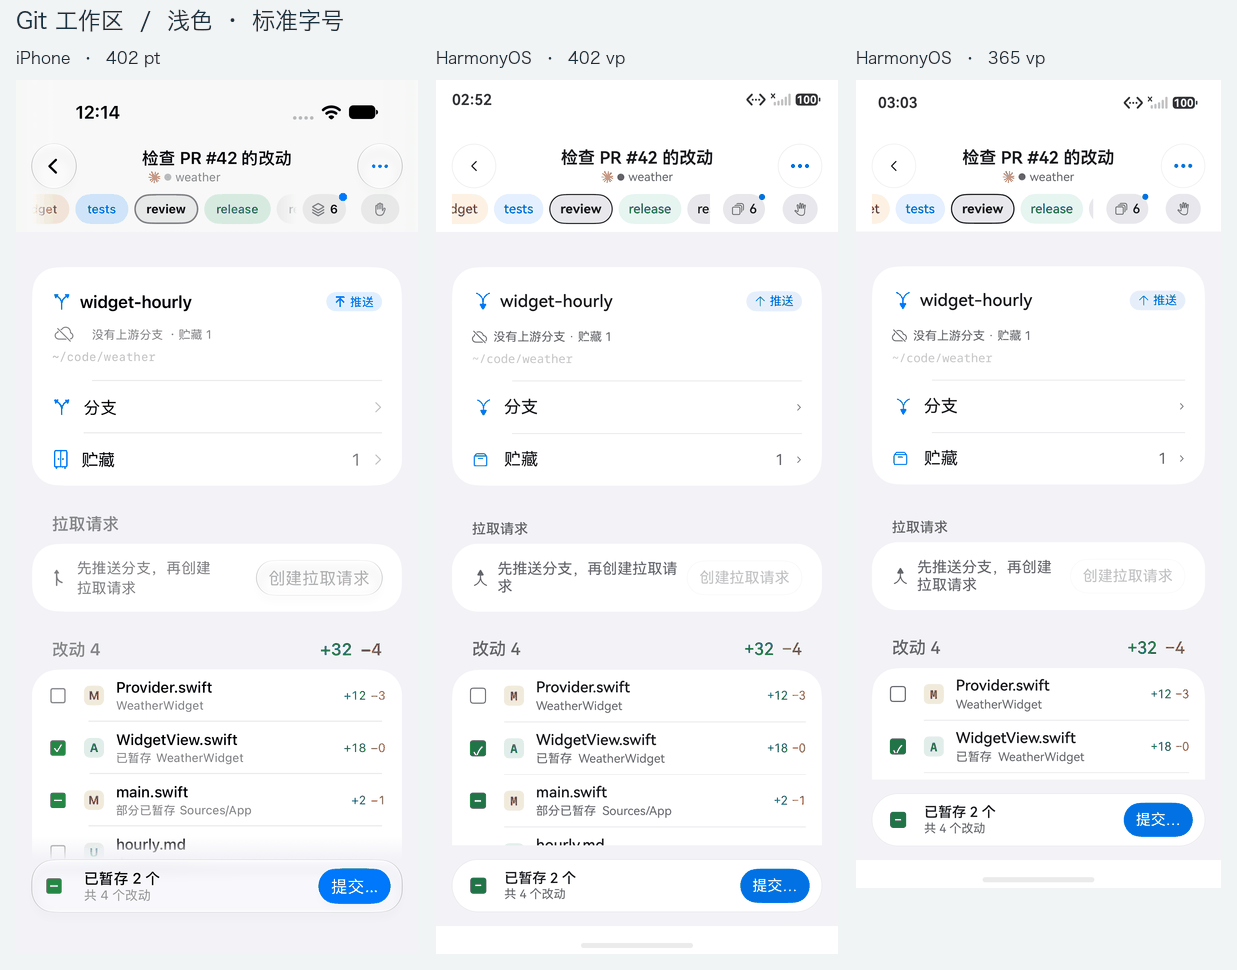 Git 工作区 / 浅色 · 标准字号
iPhone · 402 pt
12:14
检查 PR #42 的改动
weather
get
tests
review
release
6
widget-hourly
推送
没有上游分支 · 贮藏 1
~/code/weather
分支
贮藏
1
拉取请求
先推送分支，再创建
拉取请求
创建拉取请求
改动 4
+32 −4
M
Provider.swift
+12 −3
WeatherWidget
A
WidgetView.swift
+18 −0
已暂存 WeatherWidget
M
main.swift
+2 −1
部分已暂存 Sources/App
U
hourly.md
已暂存 2 个
共 4 个改动
提交...
HarmonyOS · 402 vp
02:52
100
检查 PR #42 的改动
weather
dget
tests
review
release
re
6
widget-hourly
推送
没有上游分支 · 贮藏 1
~/code/weather
分支
贮藏
1
拉取请求
先推送分支，再创建拉取请
求
创建拉取请求
改动 4
+32 −4
M
Provider.swift
+12 −3
WeatherWidget
A
WidgetView.swift
+18 −0
已暂存 WeatherWidget
M
main.swift
+2 −1
部分已暂存 Sources/App
hourly.md
已暂存 2 个
共 4 个改动
提交...
HarmonyOS · 365 vp
03:03
100
检查 PR #42 的改动
weather
et
tests
review
release
6
widget-hourly
推送
没有上游分支 · 贮藏 1
~/code/weather
分支
贮藏
1
拉取请求
先推送分支，再创建
拉取请求
创建拉取请求
改动 4
+32 −4
M
Provider.swift
+12 −3
WeatherWidget
A
WidgetView.swift
+18 −0
已暂存 WeatherWidget
已暂存 2 个
共 4 个改动
提交...